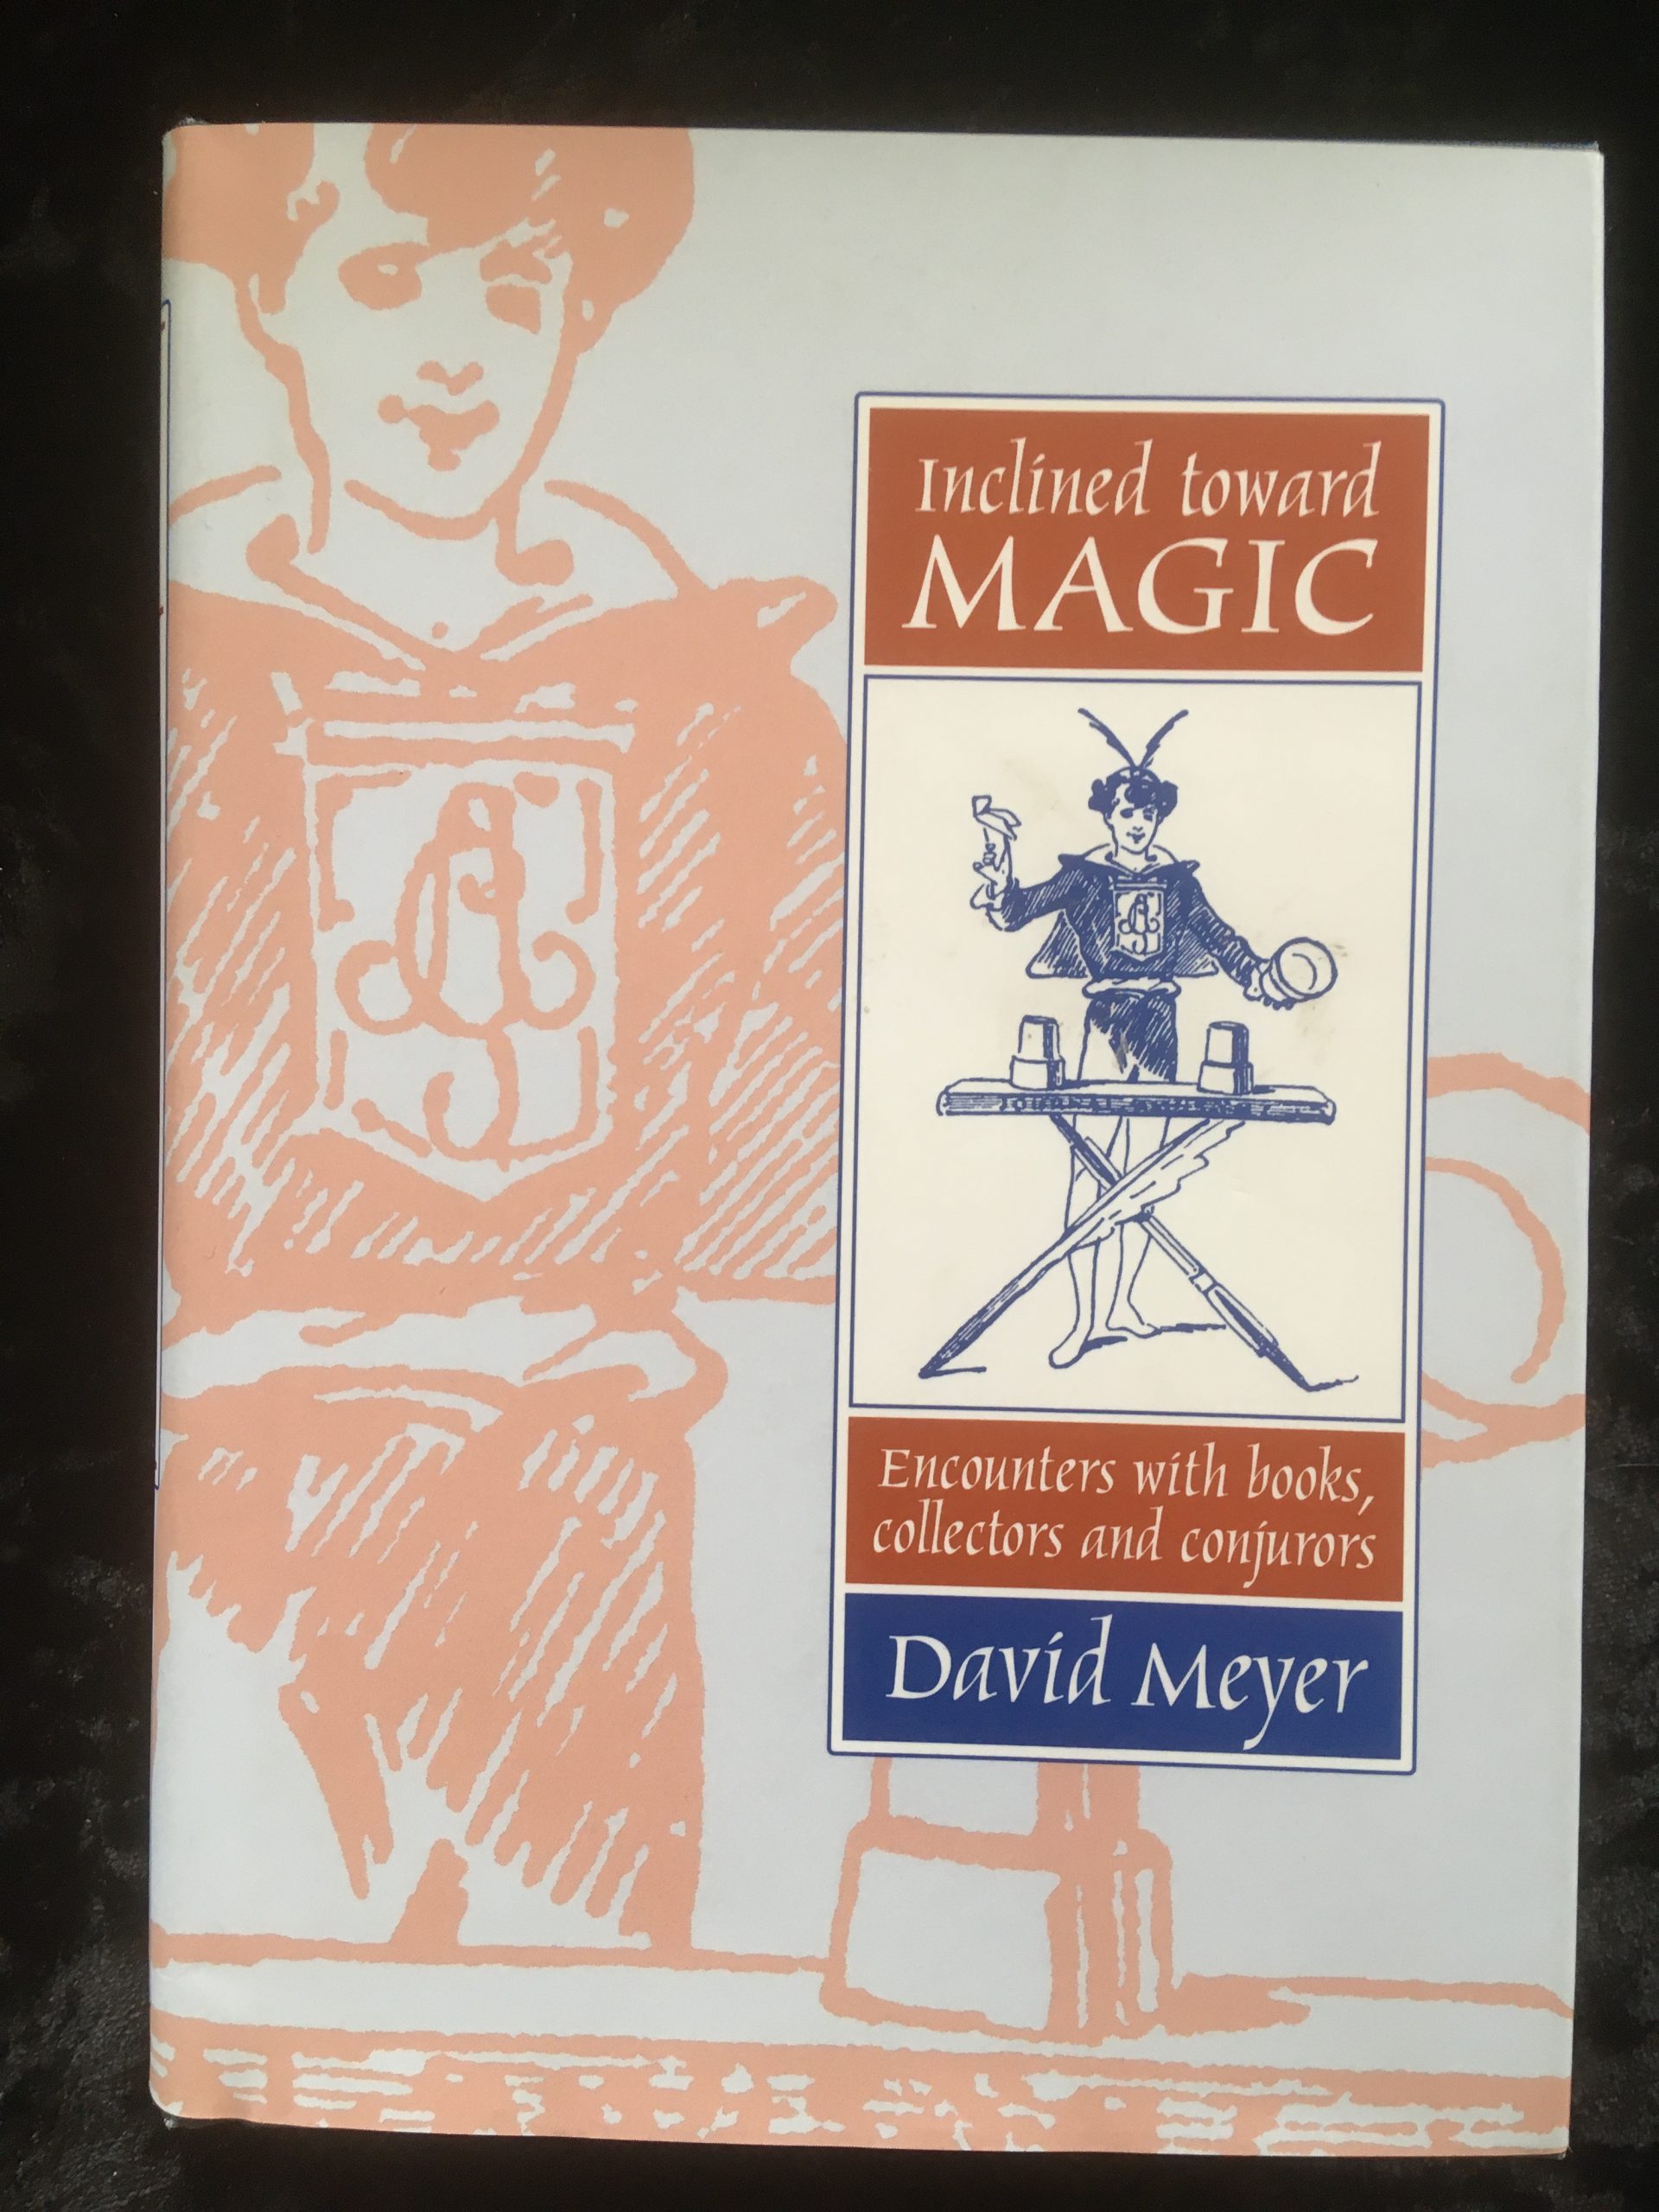 Inclined toward
MAGIC
Encounters with books,
collectors and conjurors
David Meyer